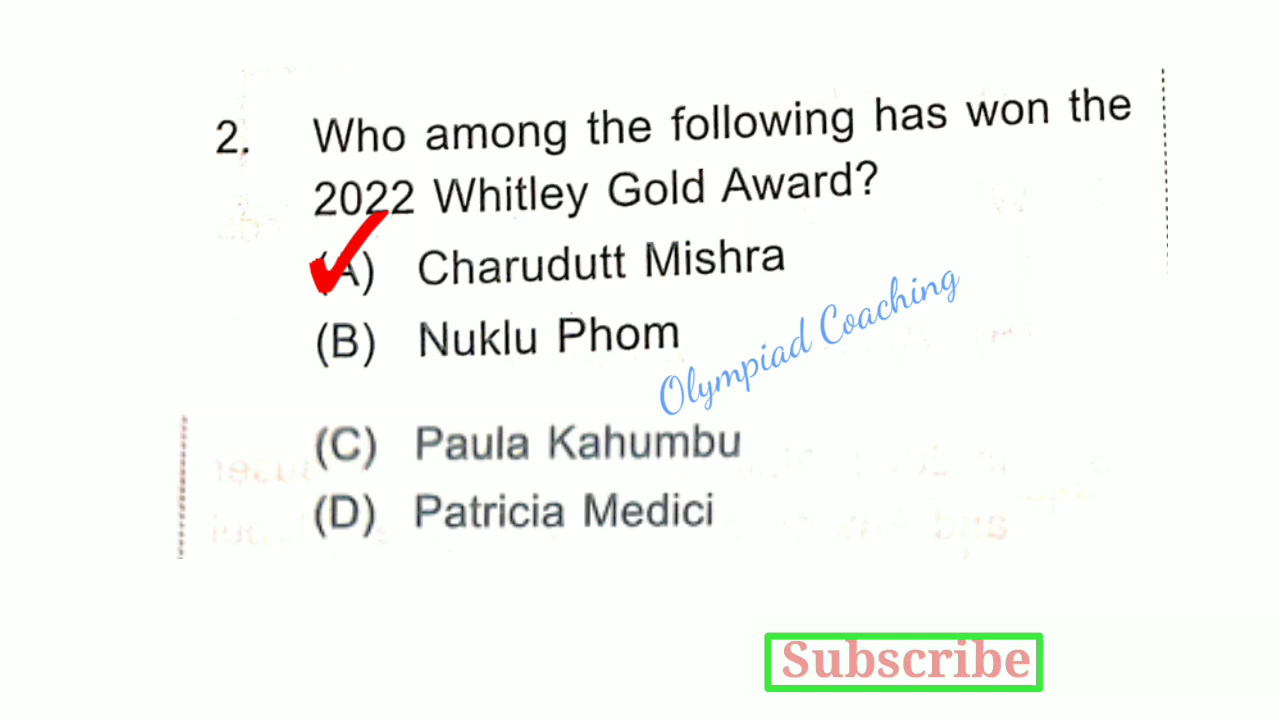 2. Who among the following has won the
2022 Whitley Gold Award?
(A) Charudutt Mishra
(B) Nuklu Phom
Olympiad Coaching
(C) Paula Kahumbu
(D) Patricia Medici
Subscribe